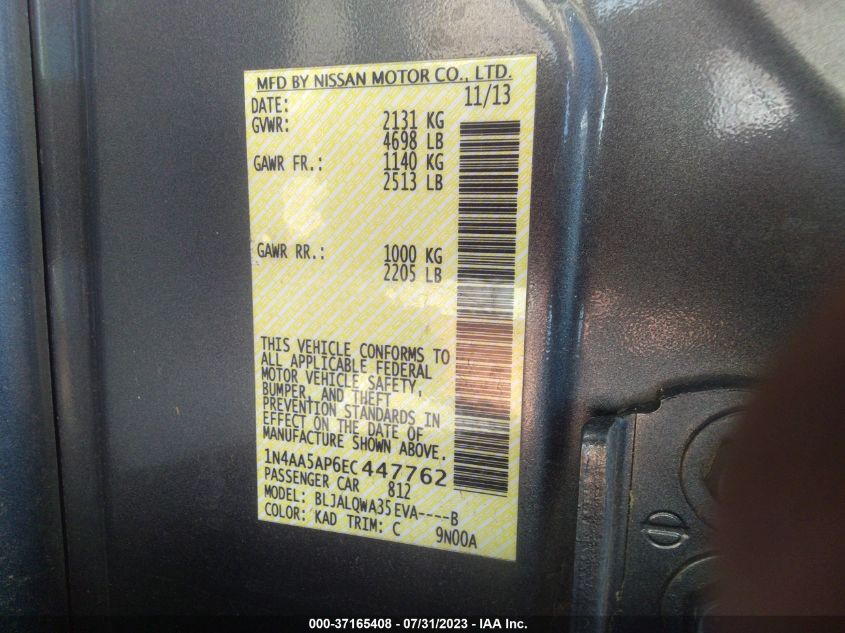 MFD BY NISSAN MOTOR CO., LTD.
DATE: 11/13
GVWR: 2131 KG
4698 LB
GAWR FR.: 1140 KG
2513 LB
GAWR RR.: 1000 KG
2205 LB
THIS VEHICLE CONFORMS TO
ALL APPLICABLE FEDERAL
MOTOR VEHICLE SAFETY,
BUMPER, AND THEFT
PREVENTION STANDARDS IN
EFFECT ON THE DATE OF
MANUFACTURE SHOWN ABOVE.
1N4AA5AP6EC447762
PASSENGER CAR 812
MODEL: BLJALQWA35EVA----B
COLOR: KAD TRIM: C 9N00A
000-37165408 - 07/31/2023 - IAA Inc.